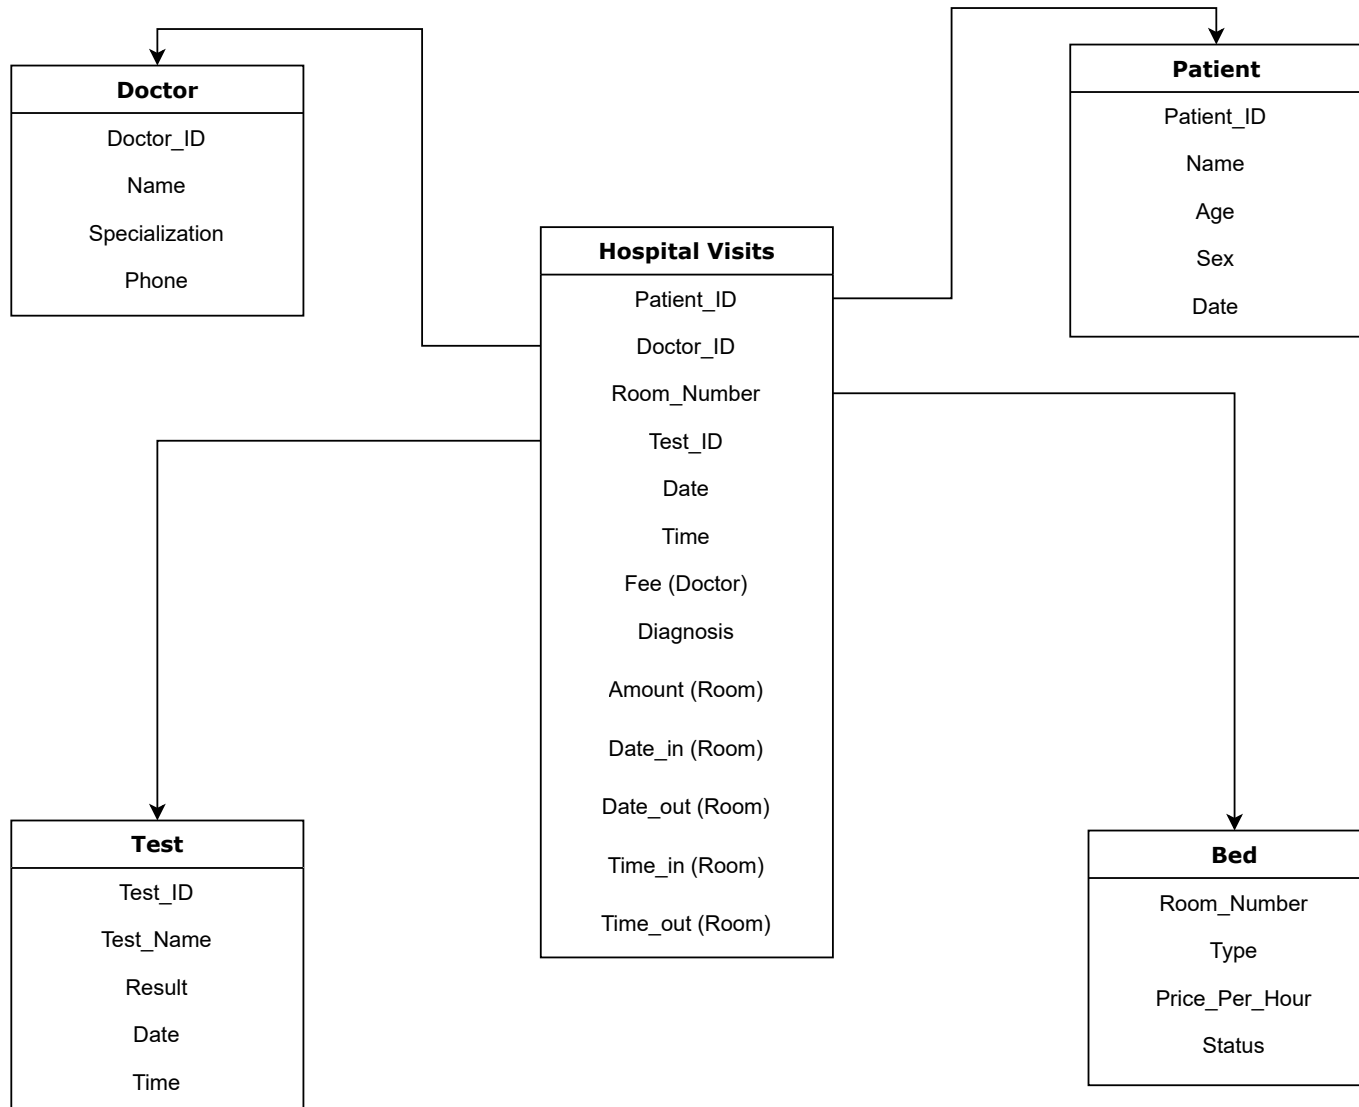 Doctor
Doctor_ID
Name
Specialization
Phone
Patient
Patient_ID
Name
Age
Sex
Date
Hospital Visits
Patient_ID
Doctor_ID
Room_Number
Test_ID
Date
Time
Fee (Doctor)
Diagnosis
Amount (Room)
Date_in (Room)
Date_out (Room)
Time_in (Room)
Time_out (Room)
Test
Test_ID
Test_Name
Result
Date
Time
Bed
Room_Number
Type
Price_Per_Hour
Status